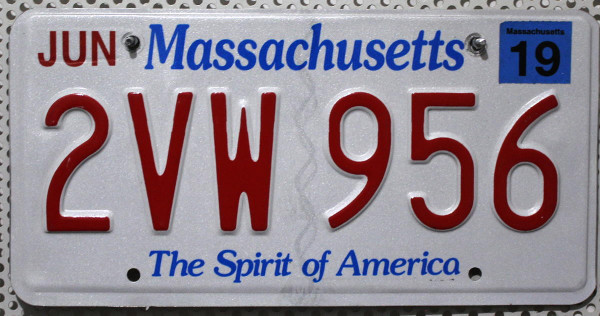 JUN Massachusetts
Massachusetts
19
2VW 956
The Spirit of America